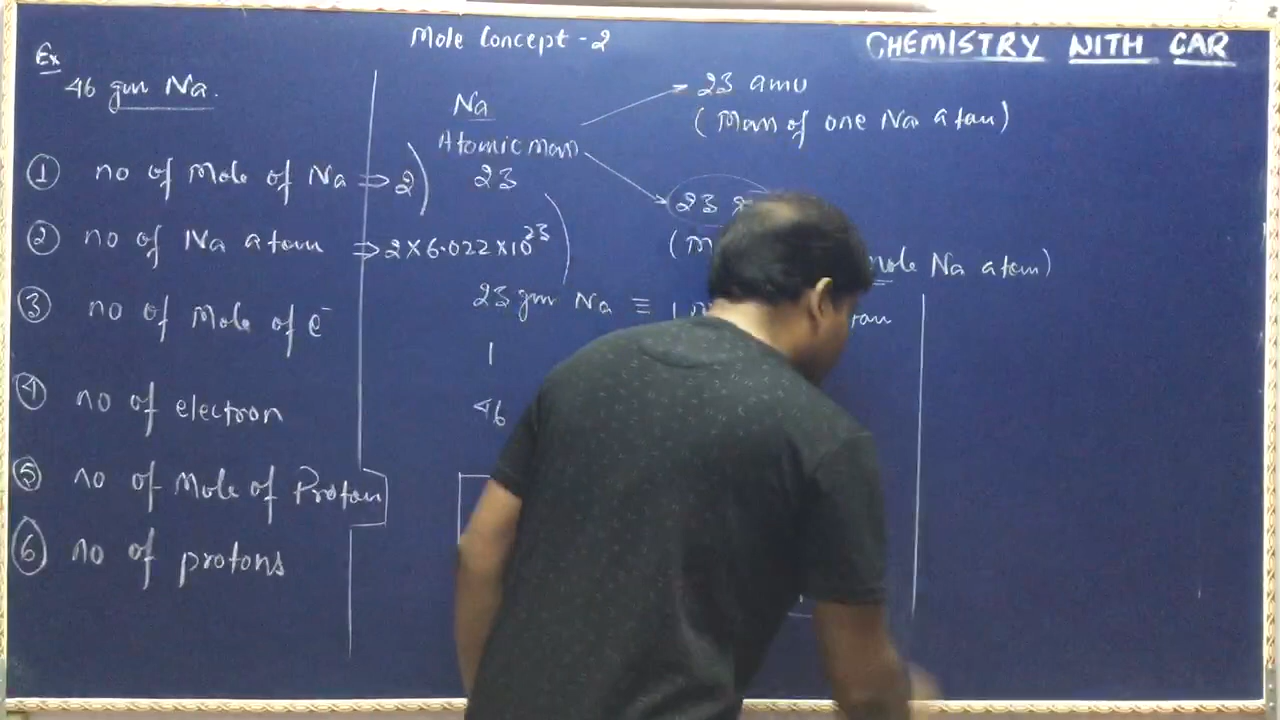 Mole Concept - 2
CHEMISTRY WITH CAR
Ex
46 gm Na.
① no of Mole of Na ⇒ 2
② no of Na atom ⇒ 2×6.022×10²³
③ no of Mole of e⁻
④ no of electron
⑤ no of Mole of Proton
⑥ no of protons
Na
Atomic mass
23
23 amu
(Mass of one Na atom)
23
mole Na atom)
23 gm Na ≡ 1
1
46